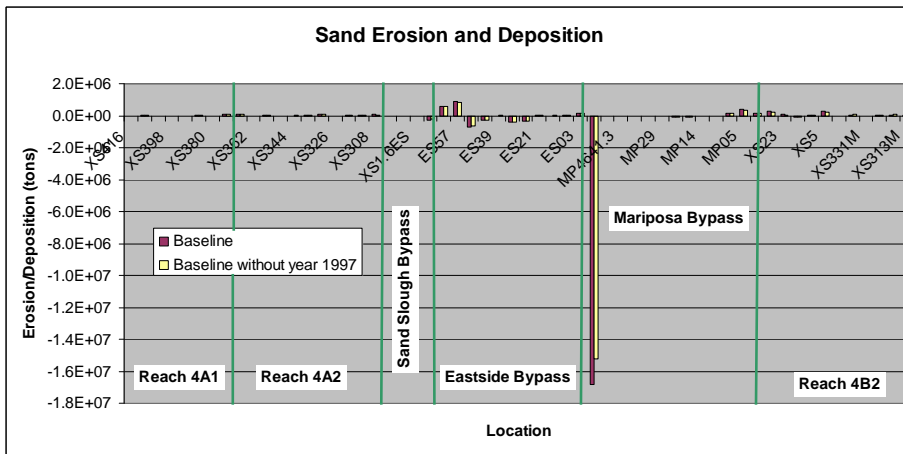 Sand Erosion and Deposition
2.0E+06
0.0E+00
-2.0E+06
-4.0E+06
-6.0E+06
-8.0E+06
-1.0E+07
-1.2E+07
-1.4E+07
-1.6E+07
-1.8E+07
Erosion/Deposition (tons)
XS416
XS398
XS380
XS362
XS344
XS326
XS308
XS1.6ES
ES57
ES39
ES21
ES03
MP4641.3
MP29
MP14
MP05
XS23
XS5
XS331M
XS313M
Baseline
Baseline without year 1997
Reach 4A1
Reach 4A2
Sand Slough Bypass
Eastside Bypass
Mariposa Bypass
Reach 4B2
Location